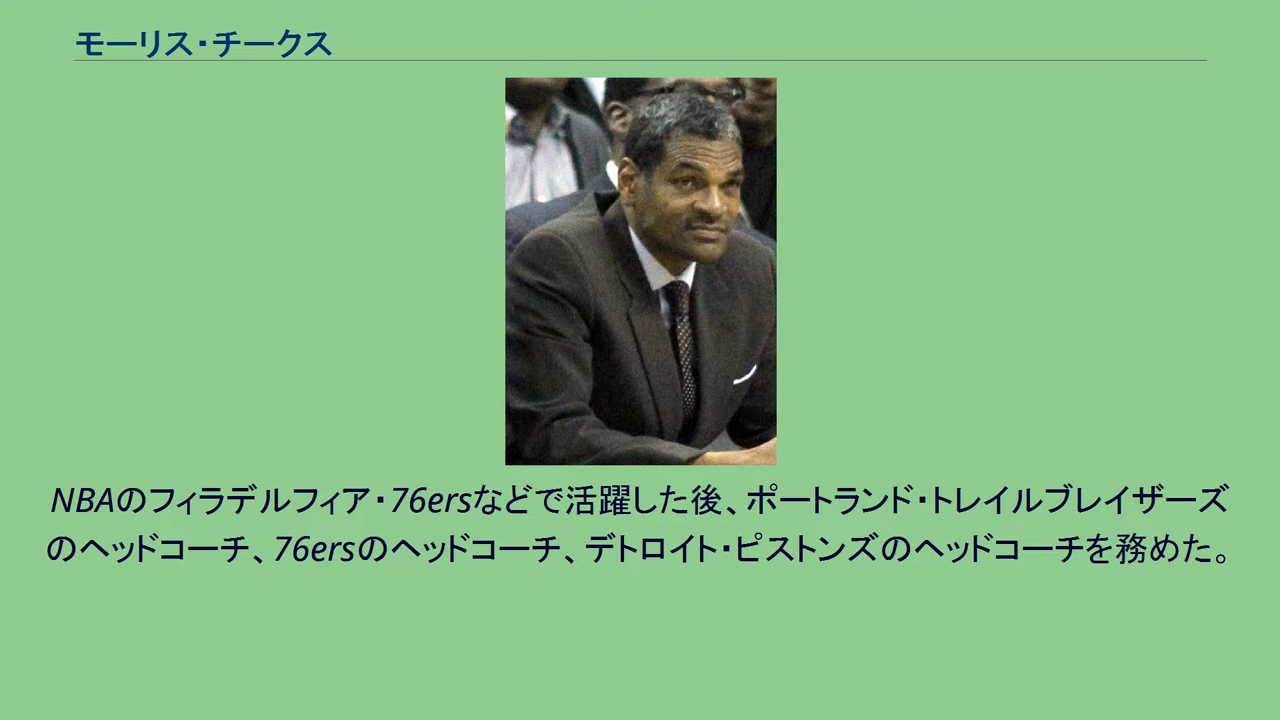 モーリス・チークス
NBAのフィラデルフィア・76ersなどで活躍した後、ポートランド・トレイルブレイザーズ
のヘッドコーチ、76ersのヘッドコーチ、デトロイト・ピストンズのヘッドコーチを務めた。